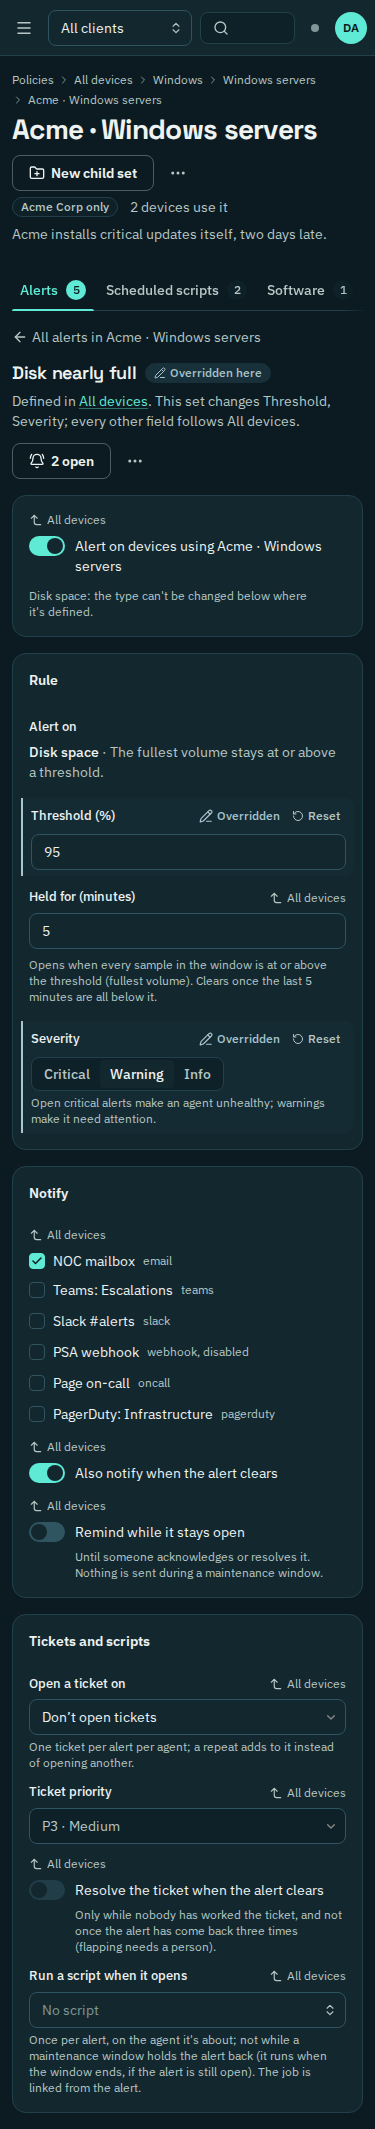 All clients
DA
Policies > All devices > Windows > Windows servers
> Acme · Windows servers
Acme · Windows servers
New child set
Acme Corp only 2 devices use it
Acme installs critical updates itself, two days late.
Alerts 5 Scheduled scripts 2 Software 1
← All alerts in Acme · Windows servers
Disk nearly full Overridden here
Defined in All devices. This set changes Threshold,
Severity; every other field follows All devices.
2 open
All devices
Alert on devices using Acme · Windows
servers
Disk space: the type can't be changed below where
it's defined.
Rule
Alert on
Disk space · The fullest volume stays at or above
a threshold.
Threshold (%) Overridden Reset
95
Held for (minutes) All devices
5
Opens when every sample in the window is at or above
the threshold (fullest volume). Clears once the last 5
minutes are all below it.
Severity Overridden Reset
Critical Warning Info
Open critical alerts make an agent unhealthy; warnings
make it need attention.
Notify
All devices
NOC mailbox email
Teams: Escalations teams
Slack #alerts slack
PSA webhook webhook, disabled
Page on-call oncall
PagerDuty: Infrastructure pagerduty
All devices
Also notify when the alert clears
All devices
Remind while it stays open
Until someone acknowledges or resolves it.
Nothing is sent during a maintenance window.
Tickets and scripts
Open a ticket on All devices
Don't open tickets
One ticket per alert per agent; a repeat adds to it instead
of opening another.
Ticket priority All devices
P3 · Medium
All devices
Resolve the ticket when the alert clears
Only while nobody has worked the ticket, and not
once the alert has come back three times
(flapping needs a person).
Run a script when it opens All devices
No script
Once per alert, on the agent it's about; not while a
maintenance window holds the alert back (it runs when
the window ends, if the alert is still open). The job is
linked from the alert.